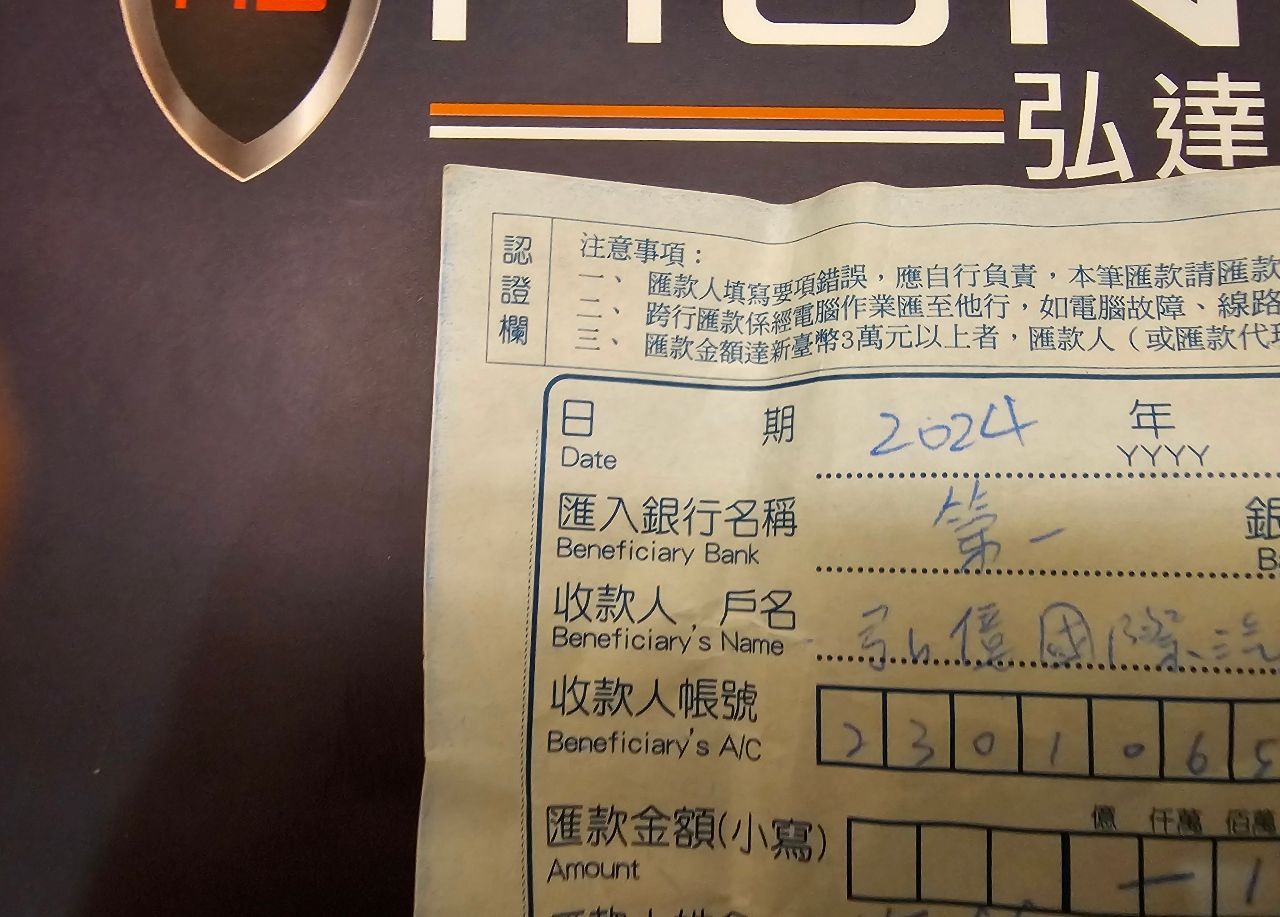 弘達
認證欄
注意事項：
一、匯款人填寫要項錯誤，應自行負責，本筆匯款請匯款
二、跨行匯款係經電腦作業匯至他行，如電腦故障、線路
三、匯款金額達新臺幣3萬元以上者，匯款人（或匯款代
日期 2024 年
Date YYYY
匯入銀行名稱 第一 銀
Beneficiary Bank
收款人，戶名 弘億國際汽
Beneficiary's Name
收款人帳號 2 3 0 1 0 6 5
Beneficiary's A/C
億 仟萬 佰萬
匯款金額(小寫) 一 1
Amount